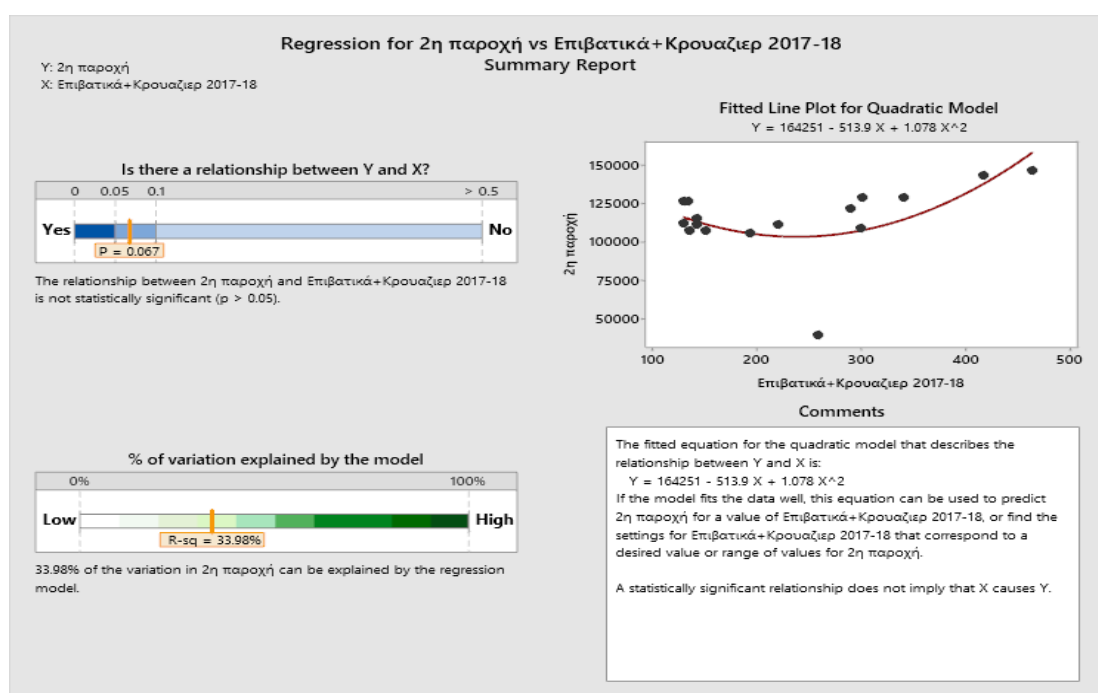 Regression for 2η παροχή vs Επιβατικά+Κρουαζιερ 2017-18
Summary Report
Y: 2η παροχή
X: Επιβατικά+Κρουαζιερ 2017-18
Is there a relationship between Y and X?
0 0.05 0.1 > 0.5
Yes No
P = 0.067
The relationship between 2η παροχή and Επιβατικά+Κρουαζιερ 2017-18
is not statistically significant (p > 0.05).
% of variation explained by the model
0% 100%
Low High
R-sq = 33.98%
33.98% of the variation in 2η παροχή can be explained by the regression
model.
Fitted Line Plot for Quadratic Model
Y = 164251 - 513.9 X + 1.078 X^2
150000
125000
100000
75000
50000
2η παροχή
100 200 300 400 500
Επιβατικά+Κρουαζιερ 2017-18
Comments
The fitted equation for the quadratic model that describes the
relationship between Y and X is:
Y = 164251 - 513.9 X + 1.078 X^2
If the model fits the data well, this equation can be used to predict
2η παροχή for a value of Επιβατικά+Κρουαζιερ 2017-18, or find the
settings for Επιβατικά+Κρουαζιερ 2017-18 that correspond to a
desired value or range of values for 2η παροχή.
A statistically significant relationship does not imply that X causes Y.